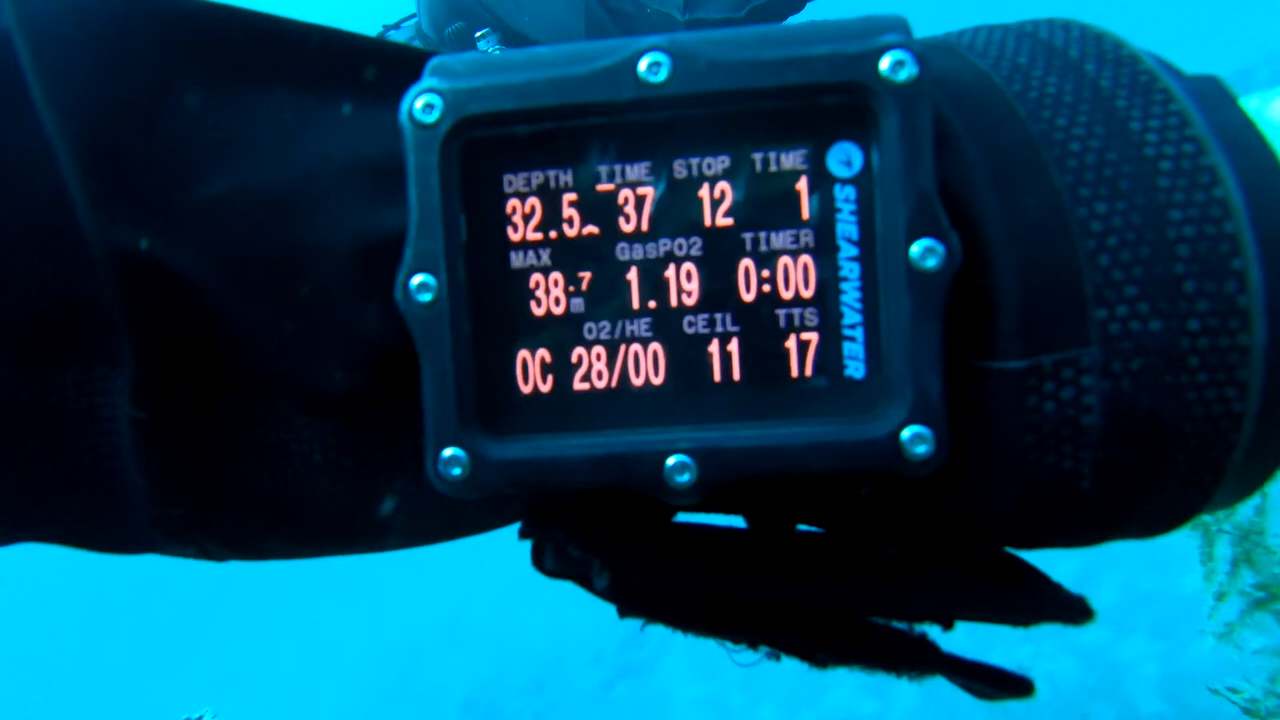 DEPTH TIME STOP TIME
32.5 37 12 1
MAX GasPO2 TIMER
38.7m 1.19 0:00
O2/HE CEIL TTS
OC 28/00 11 17
SHEARWATER